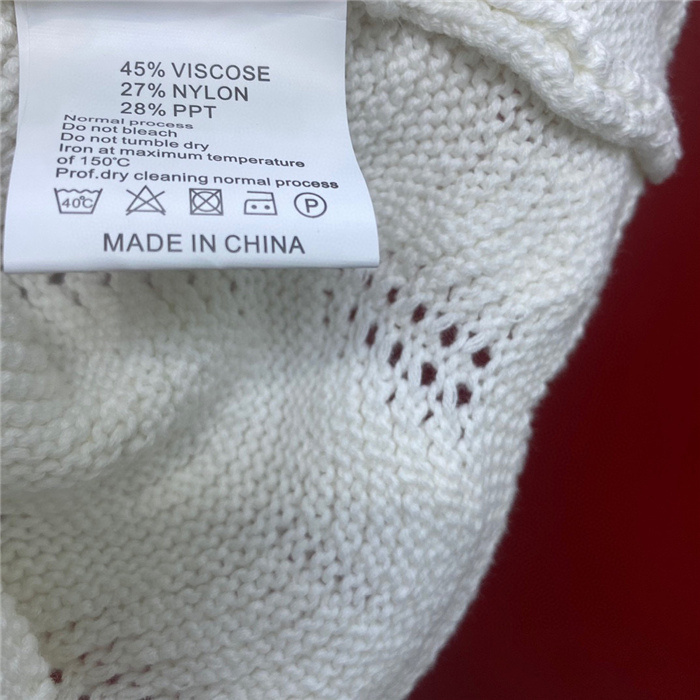 45% VISCOSE
27% NYLON
28% PPT
Normal process
Do not bleach
Do not tumble dry
Iron at maximum temperature
of 150℃
Prof.dry cleaning normal process
40℃ P
MADE IN CHINA